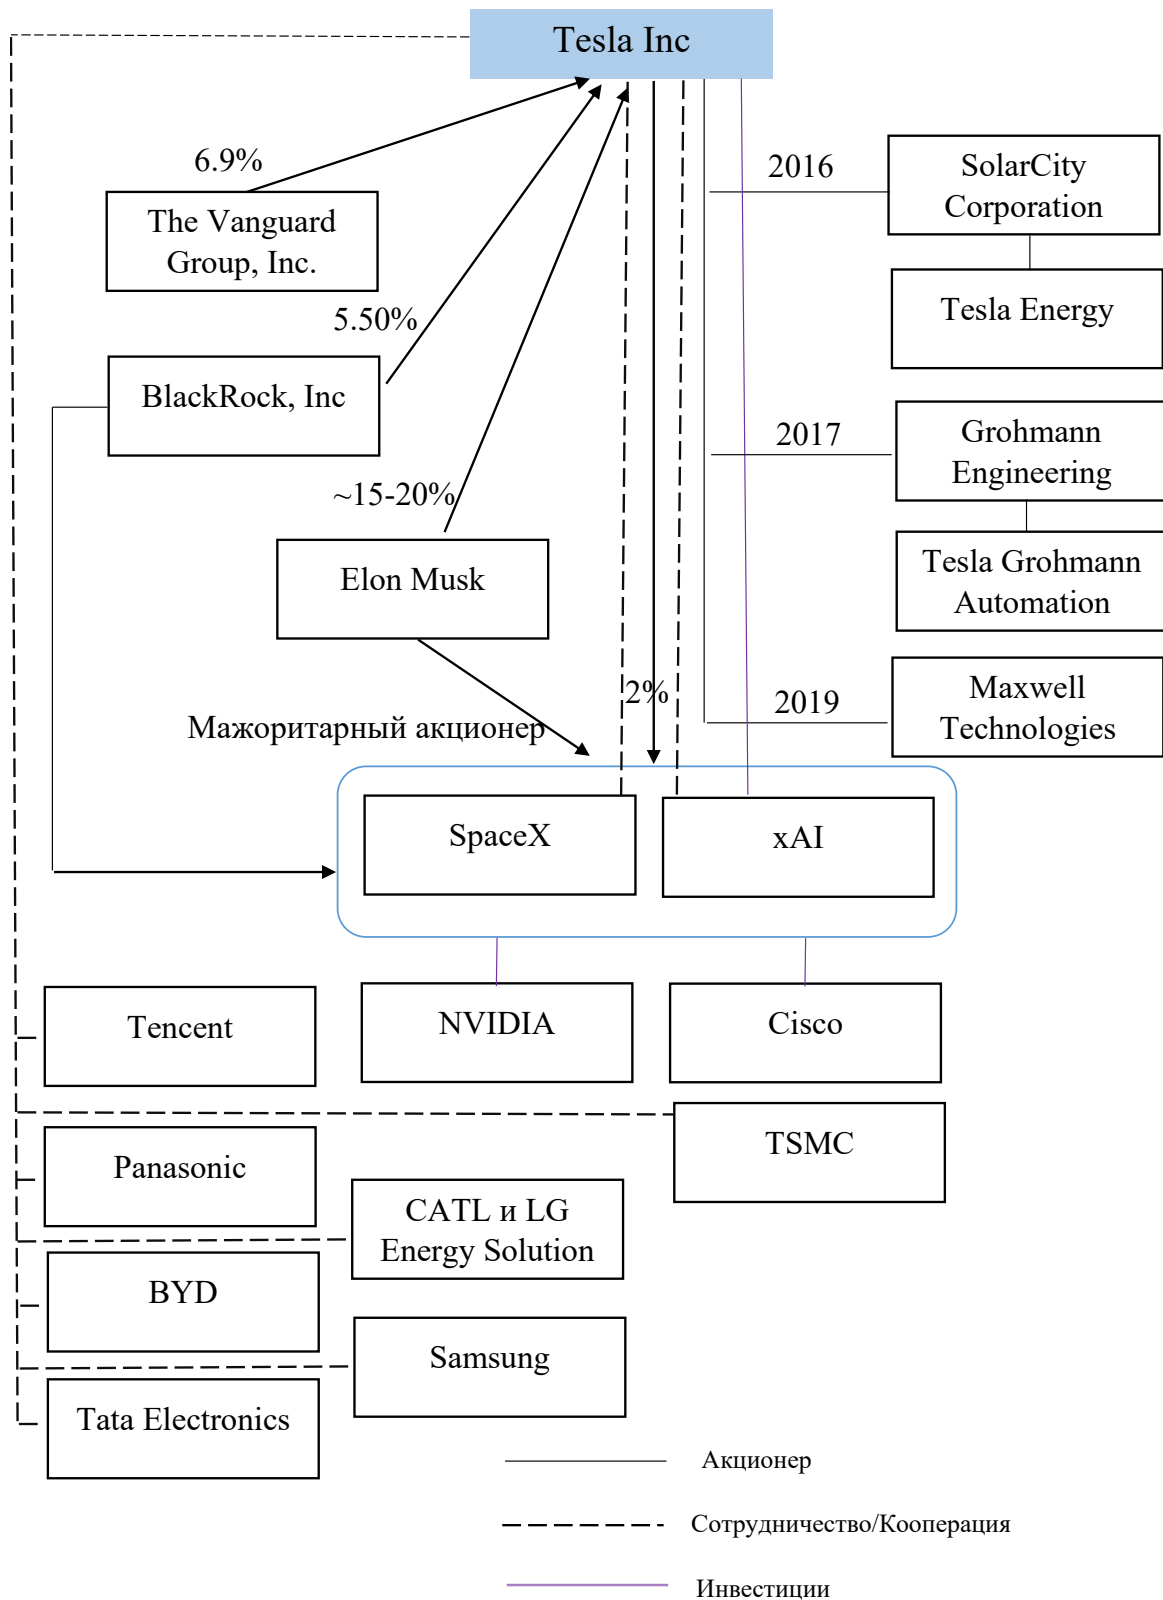 Tesla Inc
6.9%
2016
SolarCity
Corporation
The Vanguard
Group, Inc.
Tesla Energy
5.50%
BlackRock, Inc
2017
Grohmann
Engineering
~15-20%
Elon Musk
Tesla Grohmann
Automation
2%
2019
Maxwell
Technologies
Мажоритарный акционер
SpaceX
xAI
Tencent
NVIDIA
Cisco
TSMC
Panasonic
CATL и LG
Energy Solution
BYD
Samsung
Tata Electronics
Акционер
Сотрудничество/Кооперация
Инвестиции